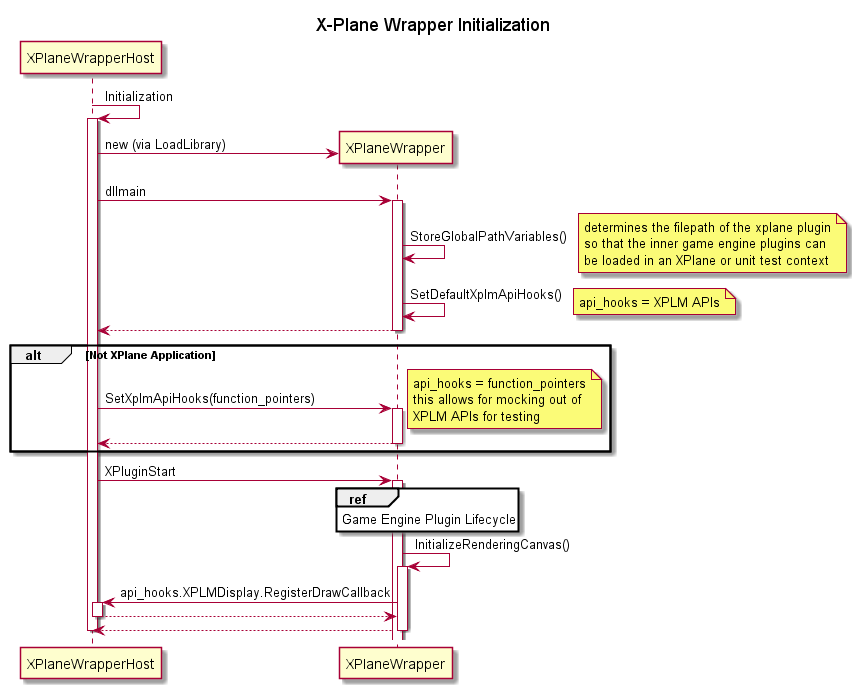 X-Plane Wrapper Initialization
XPlaneWrapperHost
Initialization
new (via LoadLibrary)
XPlaneWrapper
dllmain
StoreGlobalPathVariables()
determines the filepath of the xplane plugin
so that the inner game engine plugins can
be loaded in an XPlane or unit test context
SetDefaultXplmApiHooks()
api_hooks = XPLM APIs
alt
[Not XPlane Application]
SetXplmApiHooks(function_pointers)
api_hooks = function_pointers
this allows for mocking out of
XPLM APIs for testing
XPluginStart
ref
Game Engine Plugin Lifecycle
InitializeRenderingCanvas()
api_hooks.XPLMDisplay.RegisterDrawCallback
XPlaneWrapperHost
XPlaneWrapper